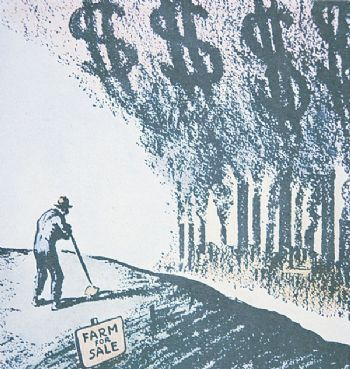 $ $ $ $
FARM
FOR
SALE